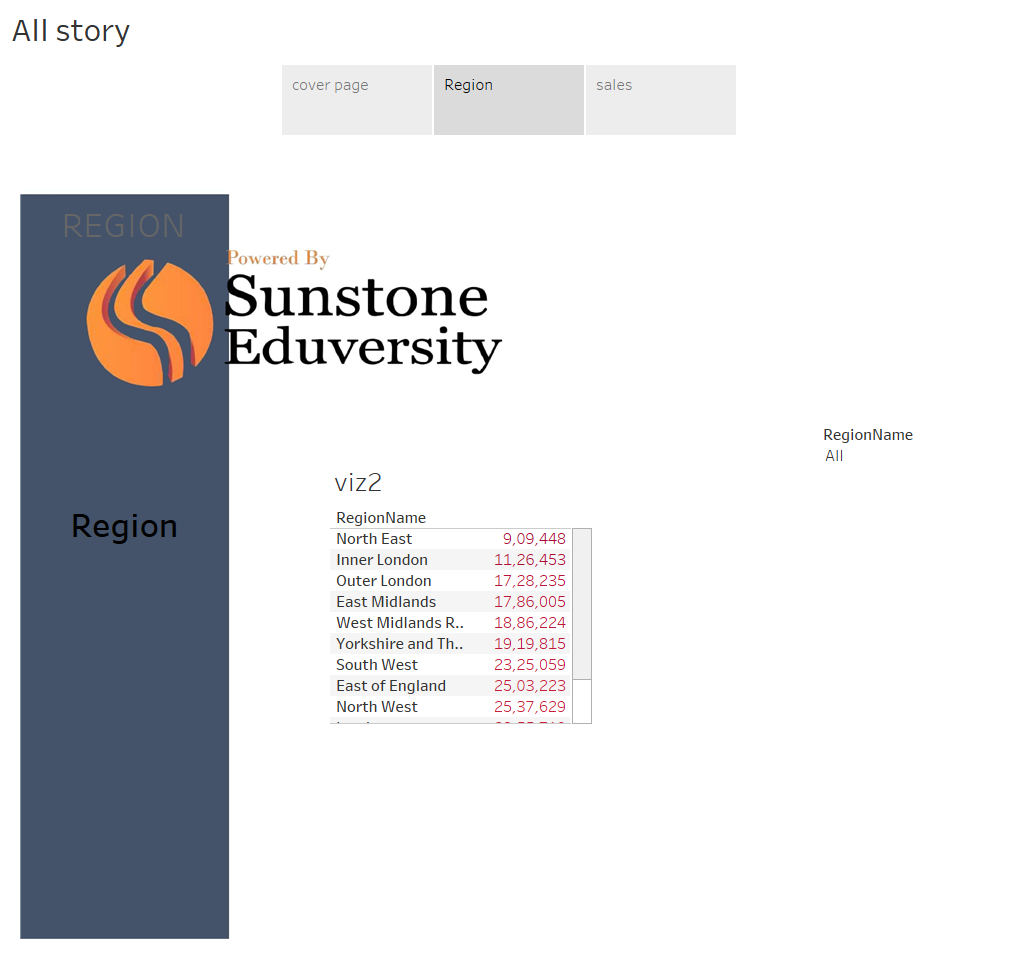 All story
cover page
Region
sales
REGION
Powered By
Sunstone
Eduversity
RegionName
All
Region
viz2
RegionName
North East 9,09,448
Inner London 11,26,453
Outer London 17,28,235
East Midlands 17,86,005
West Midlands R.. 18,86,224
Yorkshire and Th.. 19,19,815
South West 23,25,059
East of England 25,03,223
North West 25,37,629